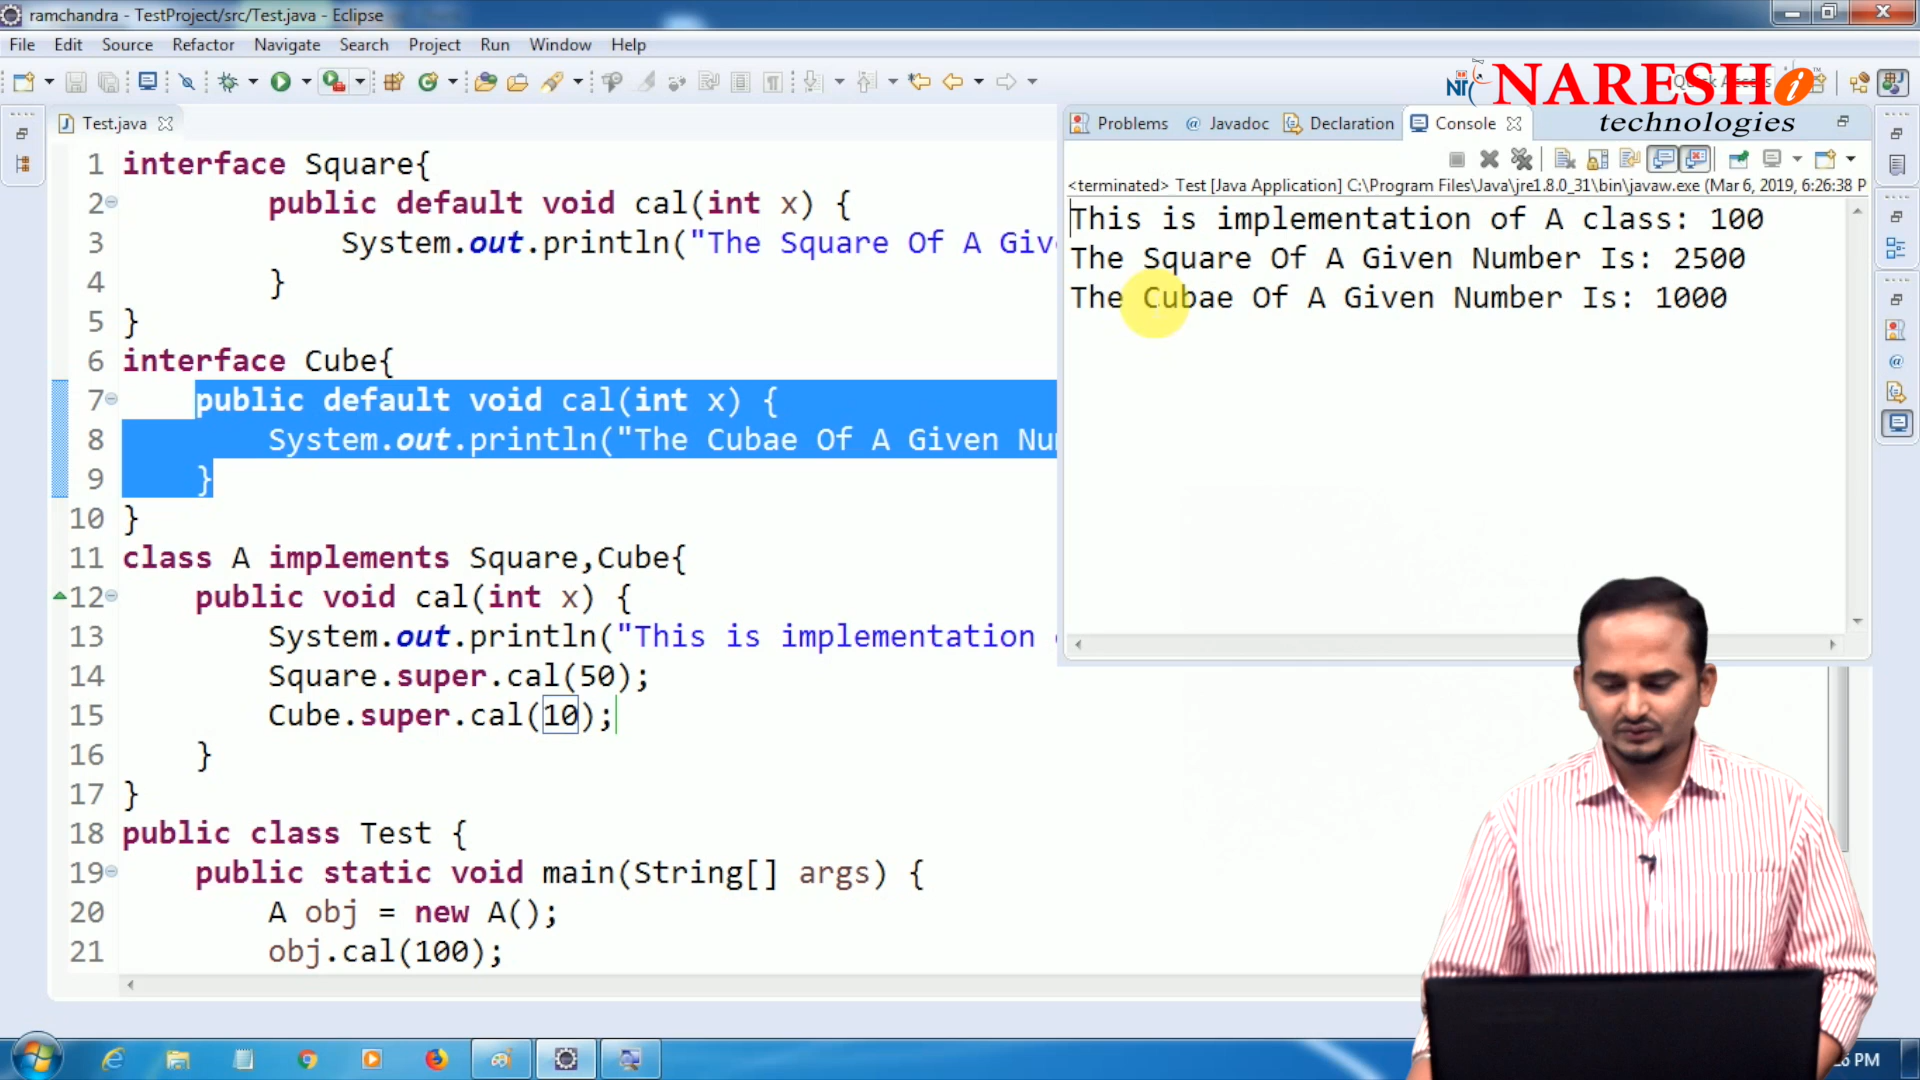 ramchandra - TestProject/src/Test.java - Eclipse
File Edit Source Refactor Navigate Search Project Run Window Help
NARESH i
technologies
Test.java
Problems @ Javadoc Declaration Console
<terminated> Test [Java Application] C:\Program Files\Java\jre1.8.0_31\bin\javaw.exe (Mar 6, 2019, 6:26:38 P
This is implementation of A class: 100
The Square Of A Given Number Is: 2500
The Cubae Of A Given Number Is: 1000
1 interface Square{
2 public default void cal(int x) {
3 System.out.println("The Square Of A Giv
4 }
5 }
6 interface Cube{
7 public default void cal(int x) {
8 System.out.println("The Cubae Of A Given Nu
9 }
10 }
11 class A implements Square,Cube{
12 public void cal(int x) {
13 System.out.println("This is implementation
14 Square.super.cal(50);
15 Cube.super.cal(10);
16 }
17 }
18 public class Test {
19 public static void main(String[] args) {
20 A obj = new A();
21 obj.cal(100);
PM